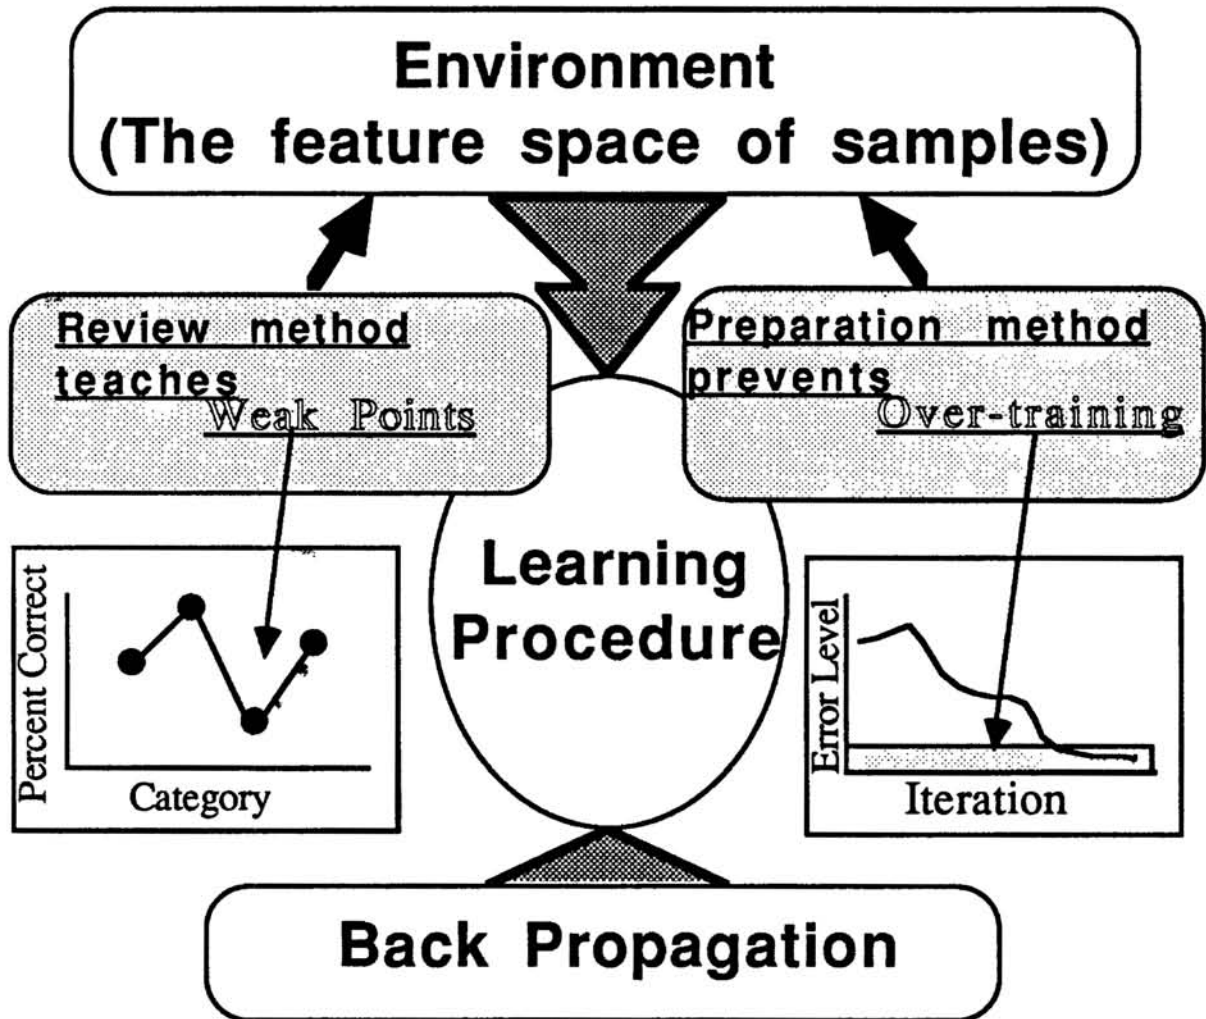 Environment
(The feature space of samples)
Review method
teaches
Weak Points
Preparation method
prevents
Over-training
Learning
Procedure
Percent Correct
Category
Error Level
Iteration
Back Propagation